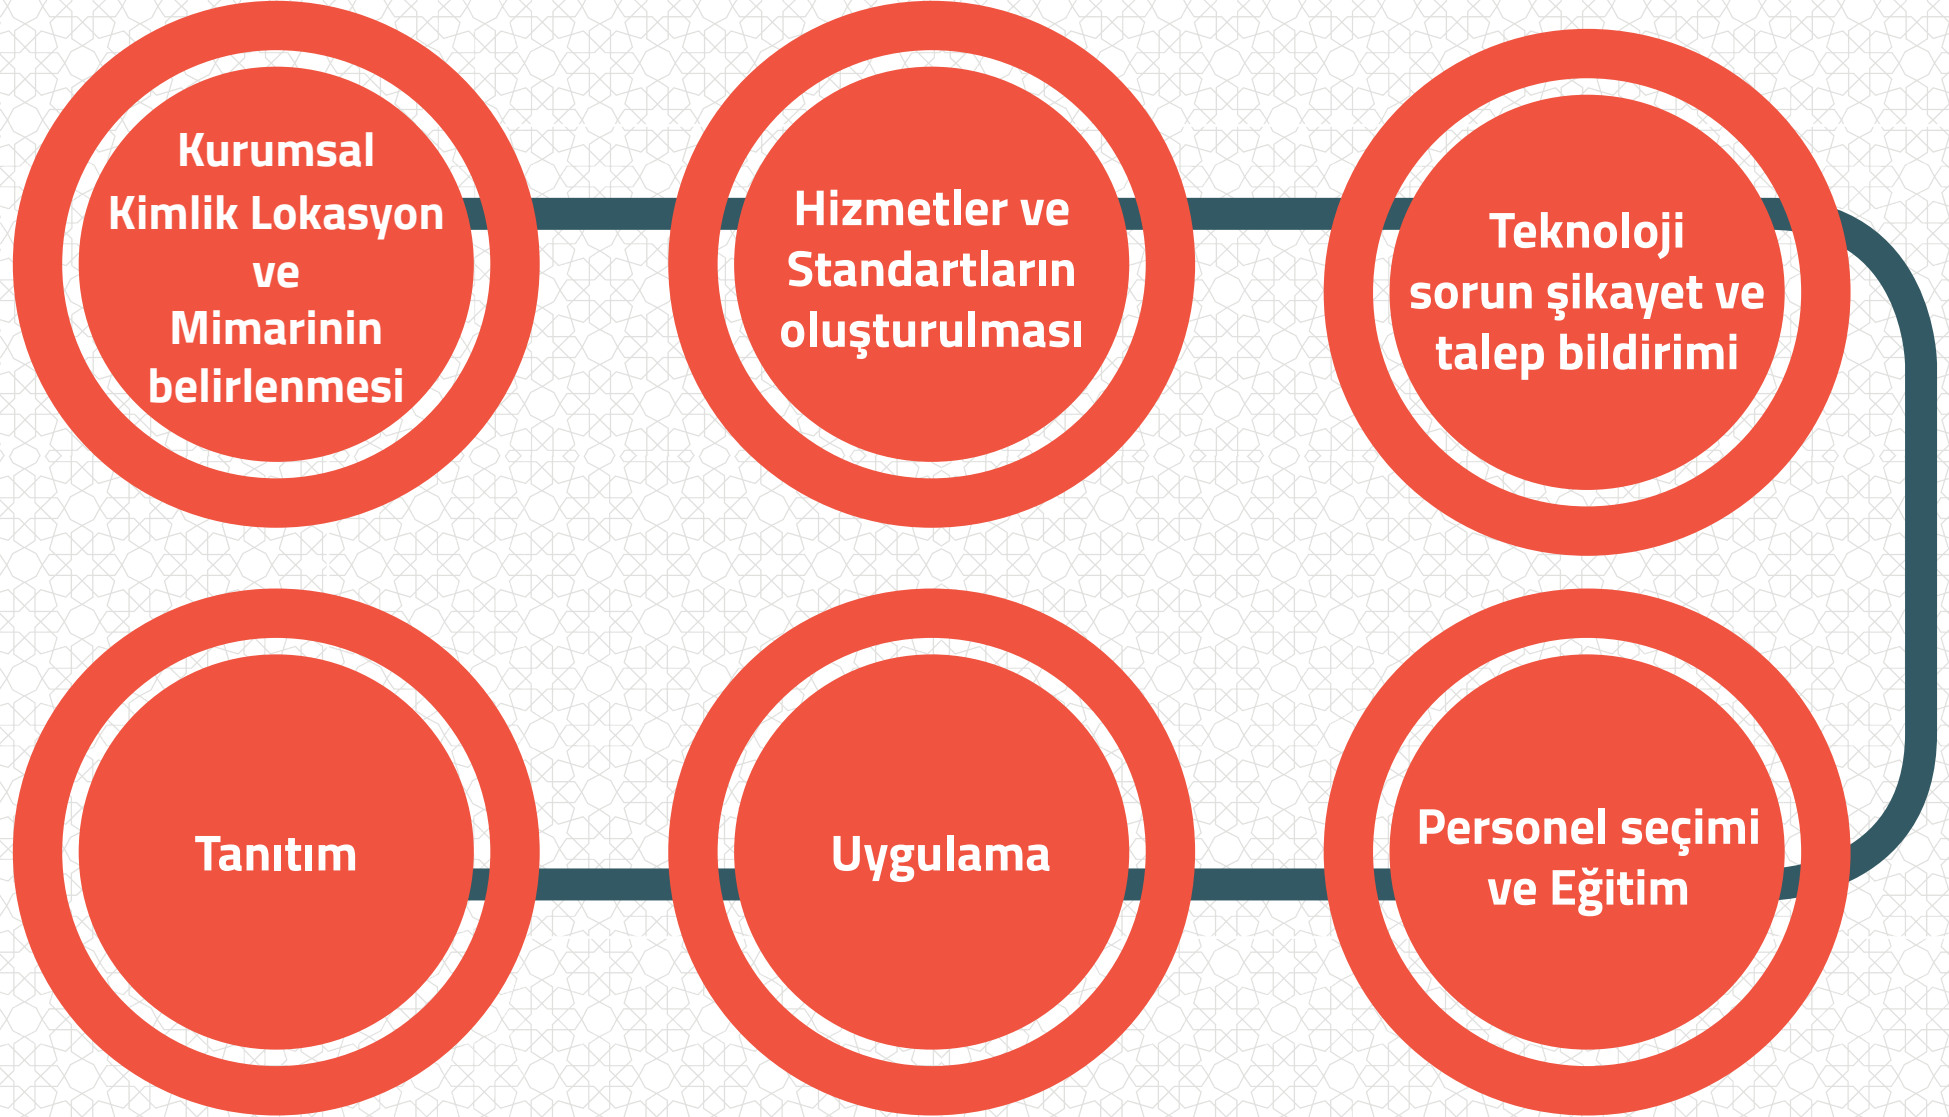 Kurumsal
Kimlik Lokasyon
ve
Mimarinin
belirlenmesi
Hizmetler ve
Standartların
oluşturulması
Teknoloji
sorun şikayet ve
talep bildirimi
Personel seçimi
ve Eğitim
Uygulama
Tanıtım